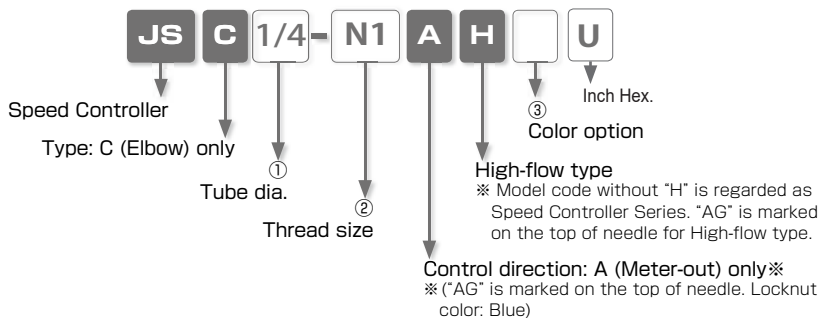 JS C 1/4 - N1 A H U
Inch Hex.
Speed Controller
③
Color option
Type: C (Elbow) only
①
Tube dia.
High-flow type
※ Model code without “H” is regarded as
Speed Controller Series. “AG” is marked
on the top of needle for High-flow type.
②
Thread size
Control direction: A (Meter-out) only※
※(“AG” is marked on the top of needle. Locknut
color: Blue)